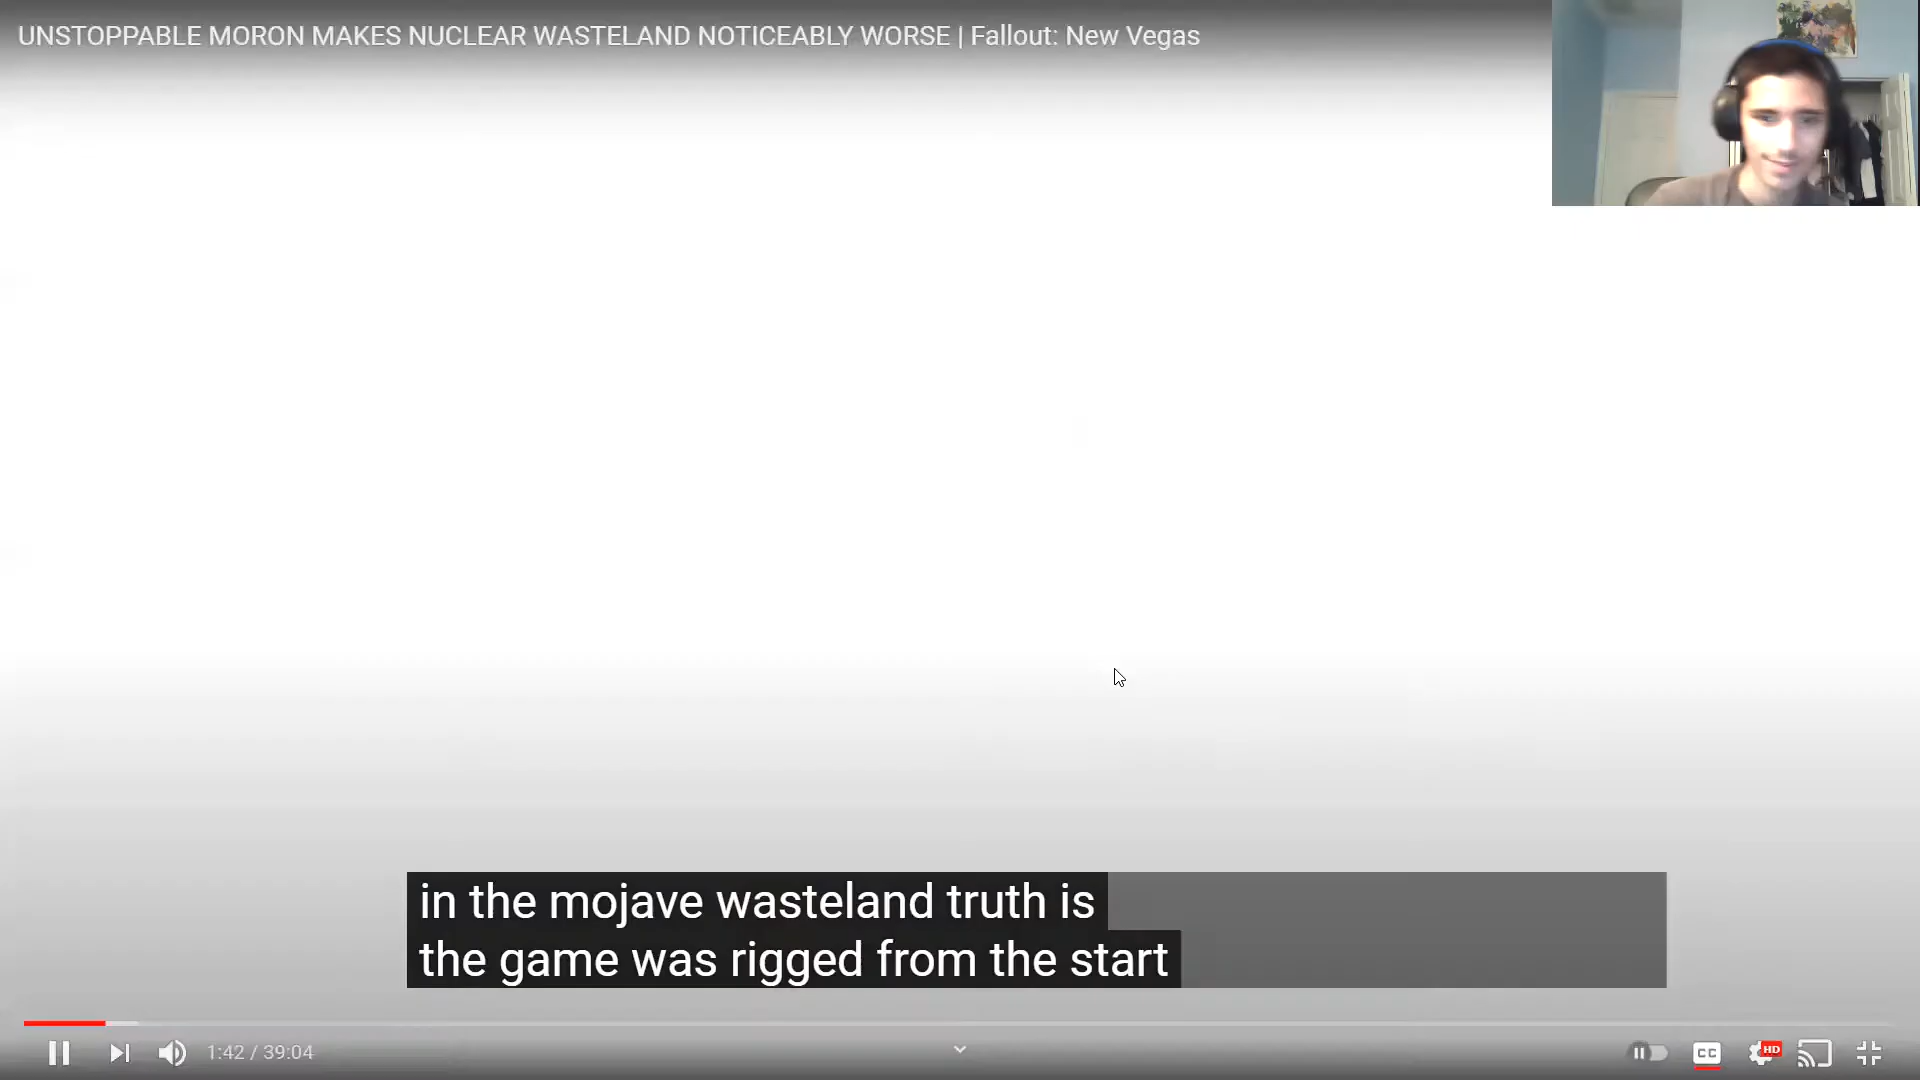 UNSTOPPABLE MORON MAKES NUCLEAR WASTELAND NOTICEABLY WORSE | Fallout: New Vegas
in the mojave wasteland truth is
the game was rigged from the start
1:42 / 39:04
CC
HD